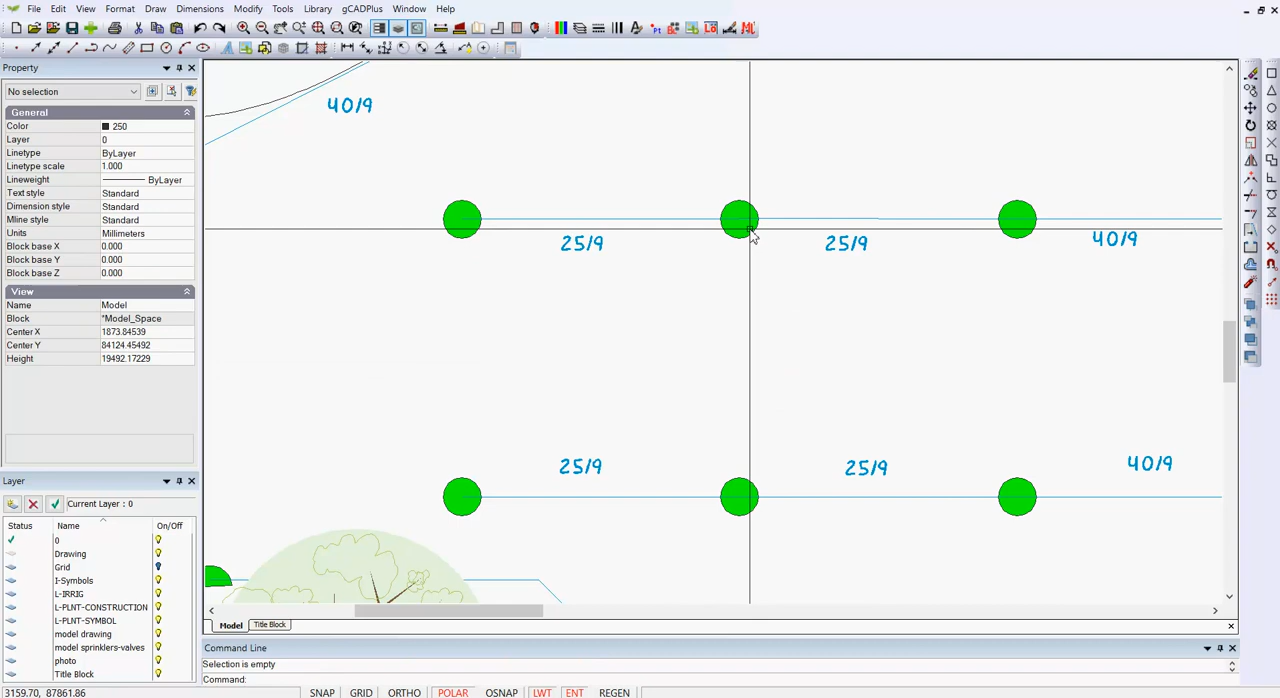 File Edit View Format Draw Dimensions Modify Tools Library gCADPlus Window Help
Property
No selection
General
Color 250
Layer 0
Linetype ByLayer
Linetype scale 1.000
Lineweight ByLayer
Text style Standard
Dimension style Standard
Mline style Standard
Units Millimeters
Block base X 0.000
Block base Y 0.000
Block base Z 0.000
View
Name Model
Block *Model_Space
Center X 1873.84539
Center Y 84124.45492
Height 19492.17229
Layer
Current Layer : 0
Status Name On/Off
0
Drawing
Grid
I-Symbols
L-IRRIG
L-PLNT-CONSTRUCTION
L-PLNT-SYMBOL
model drawing
model sprinklers-valves
photo
Title Block
40/9
25/9 25/9 40/9
25/9 25/9 40/9
Model Title Block
Command Line
Selection is empty
Command:
3159.70, 87861.86 SNAP GRID ORTHO POLAR OSNAP LWT ENT REGEN